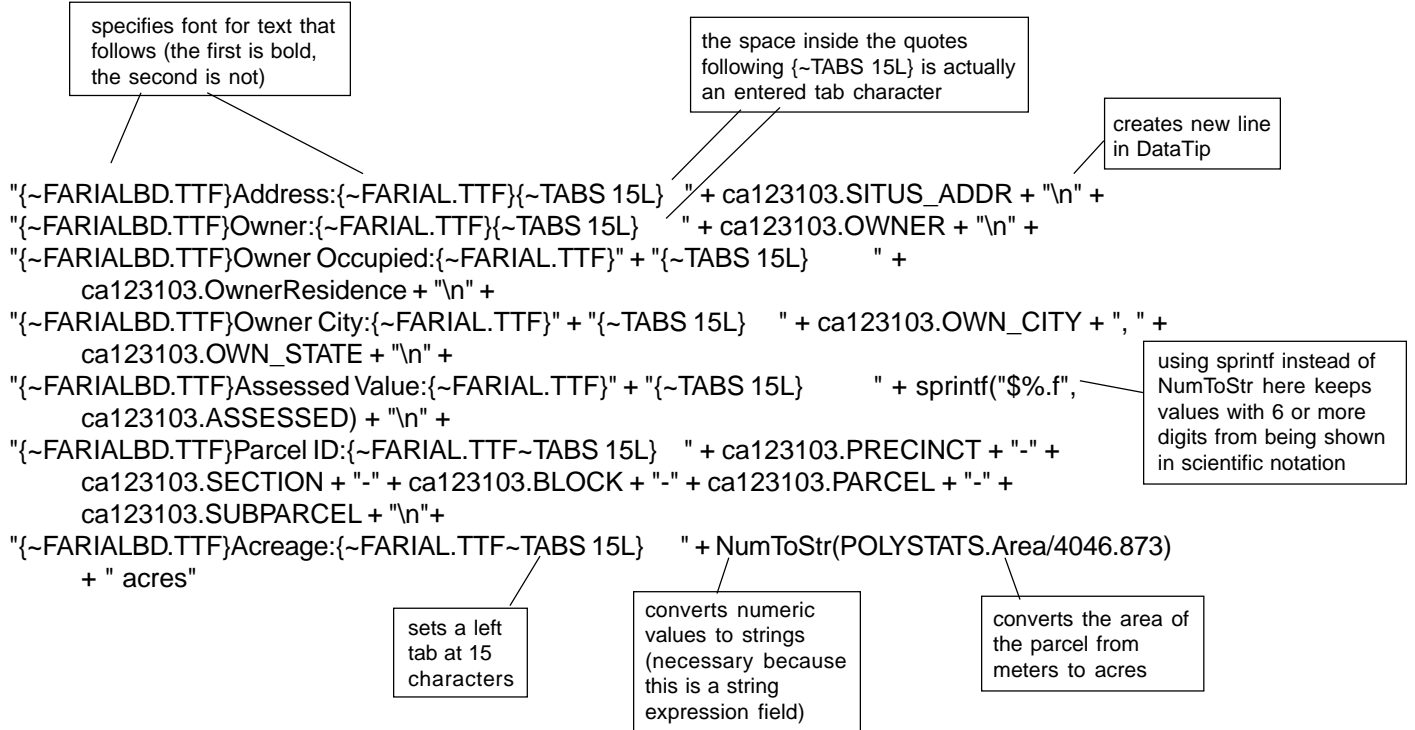 specifies font for text that
follows (the first is bold,
the second is not)
the space inside the quotes
following {~TABS 15L} is actually
an entered tab character
creates new line
in DataTip
"{~FARIALBD.TTF}Address:{~FARIAL.TTF}{~TABS 15L}   " + ca123103.SITUS_ADDR + "\n" +
"{~FARIALBD.TTF}Owner:{~FARIAL.TTF}{~TABS 15L}     " + ca123103.OWNER + "\n" +
"{~FARIALBD.TTF}Owner Occupied:{~FARIAL.TTF}" + "{~TABS 15L}        " +
ca123103.OwnerResidence + "\n" +
"{~FARIALBD.TTF}Owner City:{~FARIAL.TTF}" + "{~TABS 15L}    " + ca123103.OWN_CITY + ", " +
ca123103.OWN_STATE + "\n" +
"{~FARIALBD.TTF}Assessed Value:{~FARIAL.TTF}" + "{~TABS 15L}        " + sprintf("$%.f",
ca123103.ASSESSED) + "\n" +
"{~FARIALBD.TTF}Parcel ID:{~FARIAL.TTF~TABS 15L}    " + ca123103.PRECINCT + "-" +
ca123103.SECTION + "-" + ca123103.BLOCK + "-" + ca123103.PARCEL + "-" +
ca123103.SUBPARCEL + "\n"+
"{~FARIALBD.TTF}Acreage:{~FARIAL.TTF~TABS 15L}     " + NumToStr(POLYSTATS.Area/4046.873)
+ " acres"
using sprintf instead of
NumToStr here keeps
values with 6 or more
digits from being shown
in scientific notation
sets a left
tab at 15
characters
converts numeric
values to strings
(necessary because
this is a string
expression field)
converts the area of
the parcel from
meters to acres